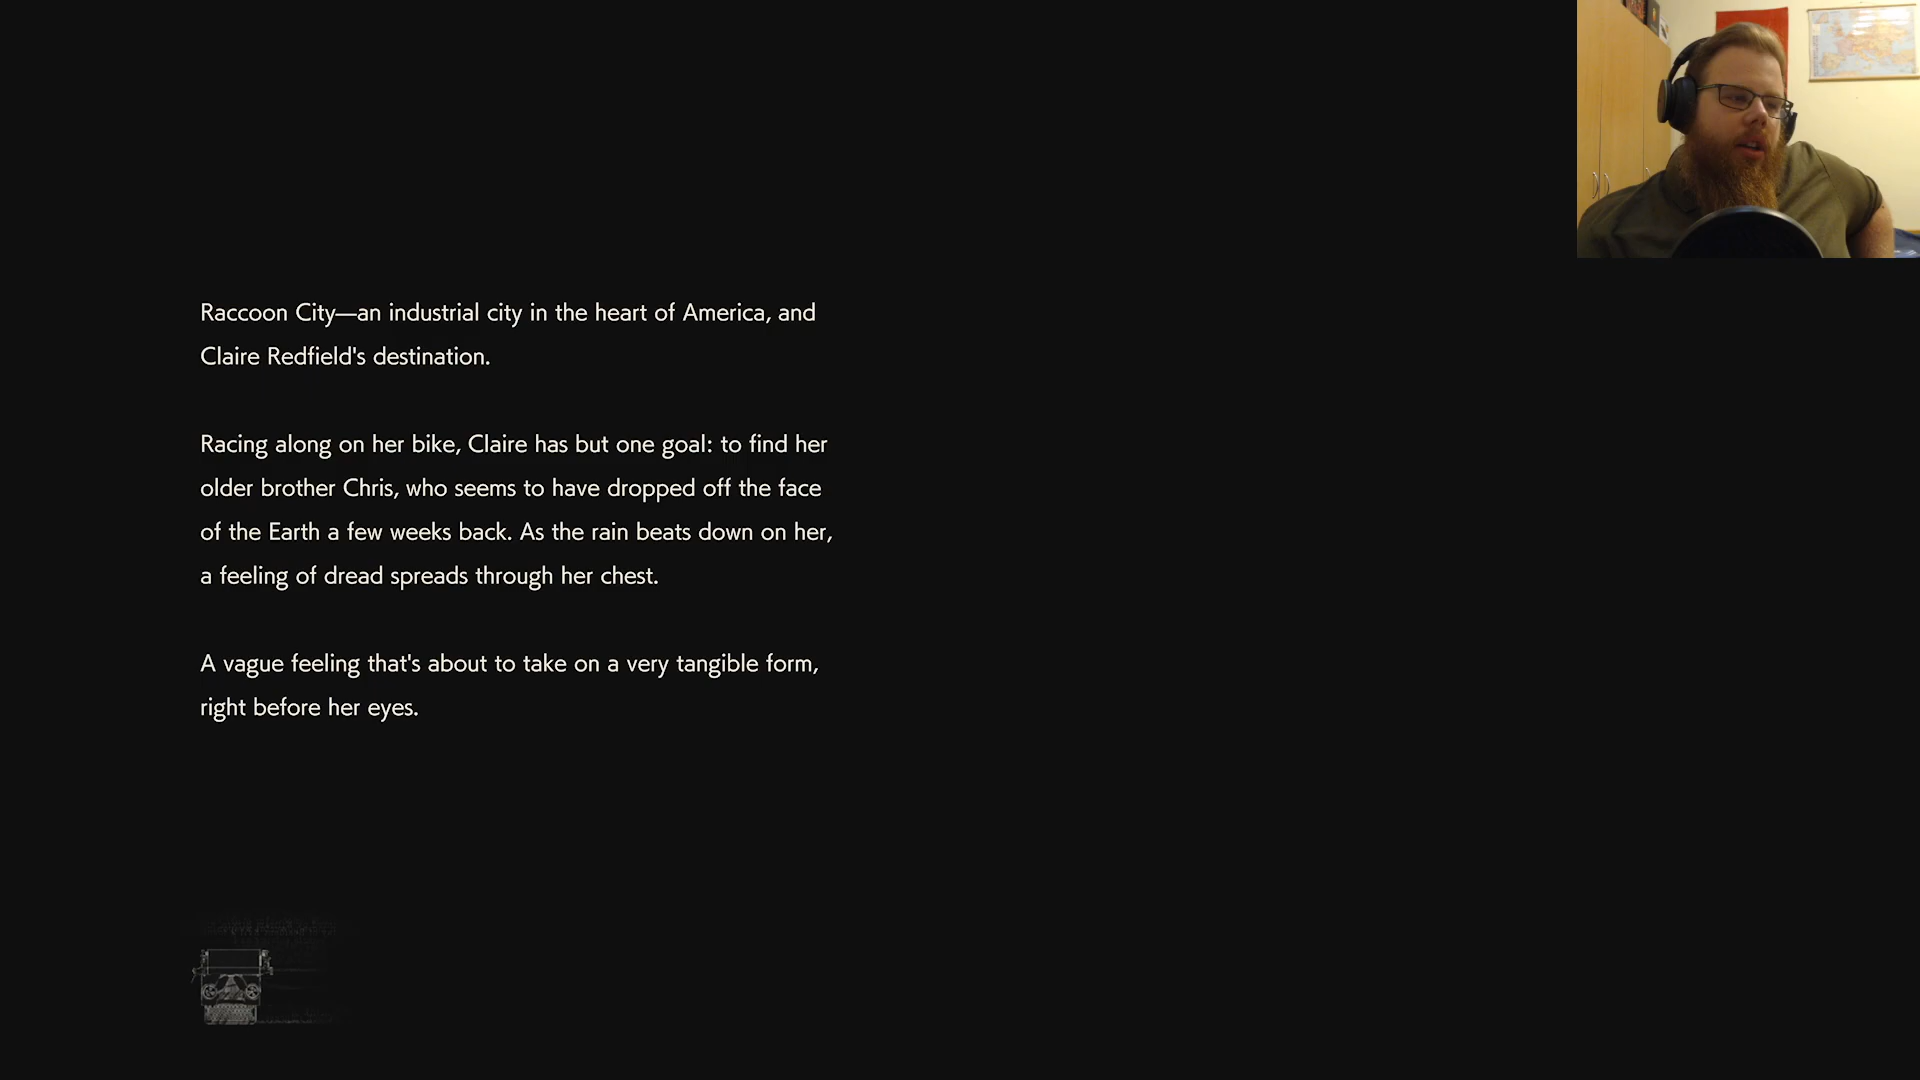 Raccoon City—an industrial city in the heart of America, and
Claire Redfield's destination.
Racing along on her bike, Claire has but one goal: to find her
older brother Chris, who seems to have dropped off the face
of the Earth a few weeks back. As the rain beats down on her,
a feeling of dread spreads through her chest.
A vague feeling that's about to take on a very tangible form,
right before her eyes.